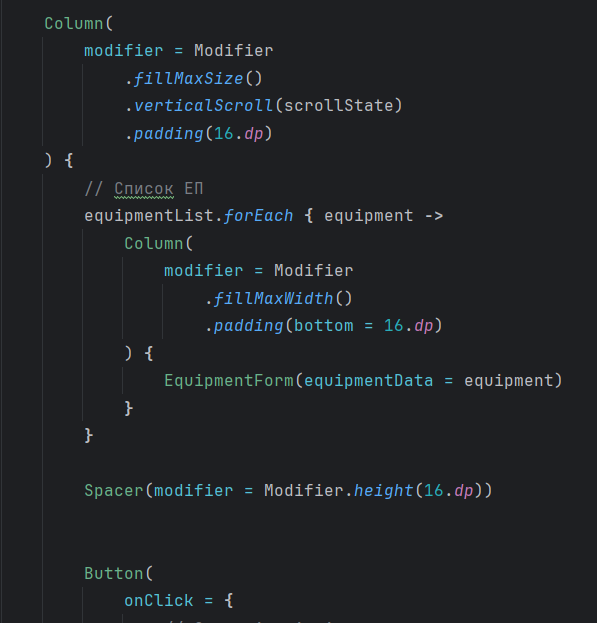 Column(
modifier = Modifier
.fillMaxSize()
.verticalScroll(scrollState)
.padding(16.dp)
) {
// Список ЕП
equipmentList.forEach { equipment ->
Column(
modifier = Modifier
.fillMaxWidth()
.padding(bottom = 16.dp)
) {
EquipmentForm(equipmentData = equipment)
}
}
Spacer(modifier = Modifier.height(16.dp))
Button(
onClick = {